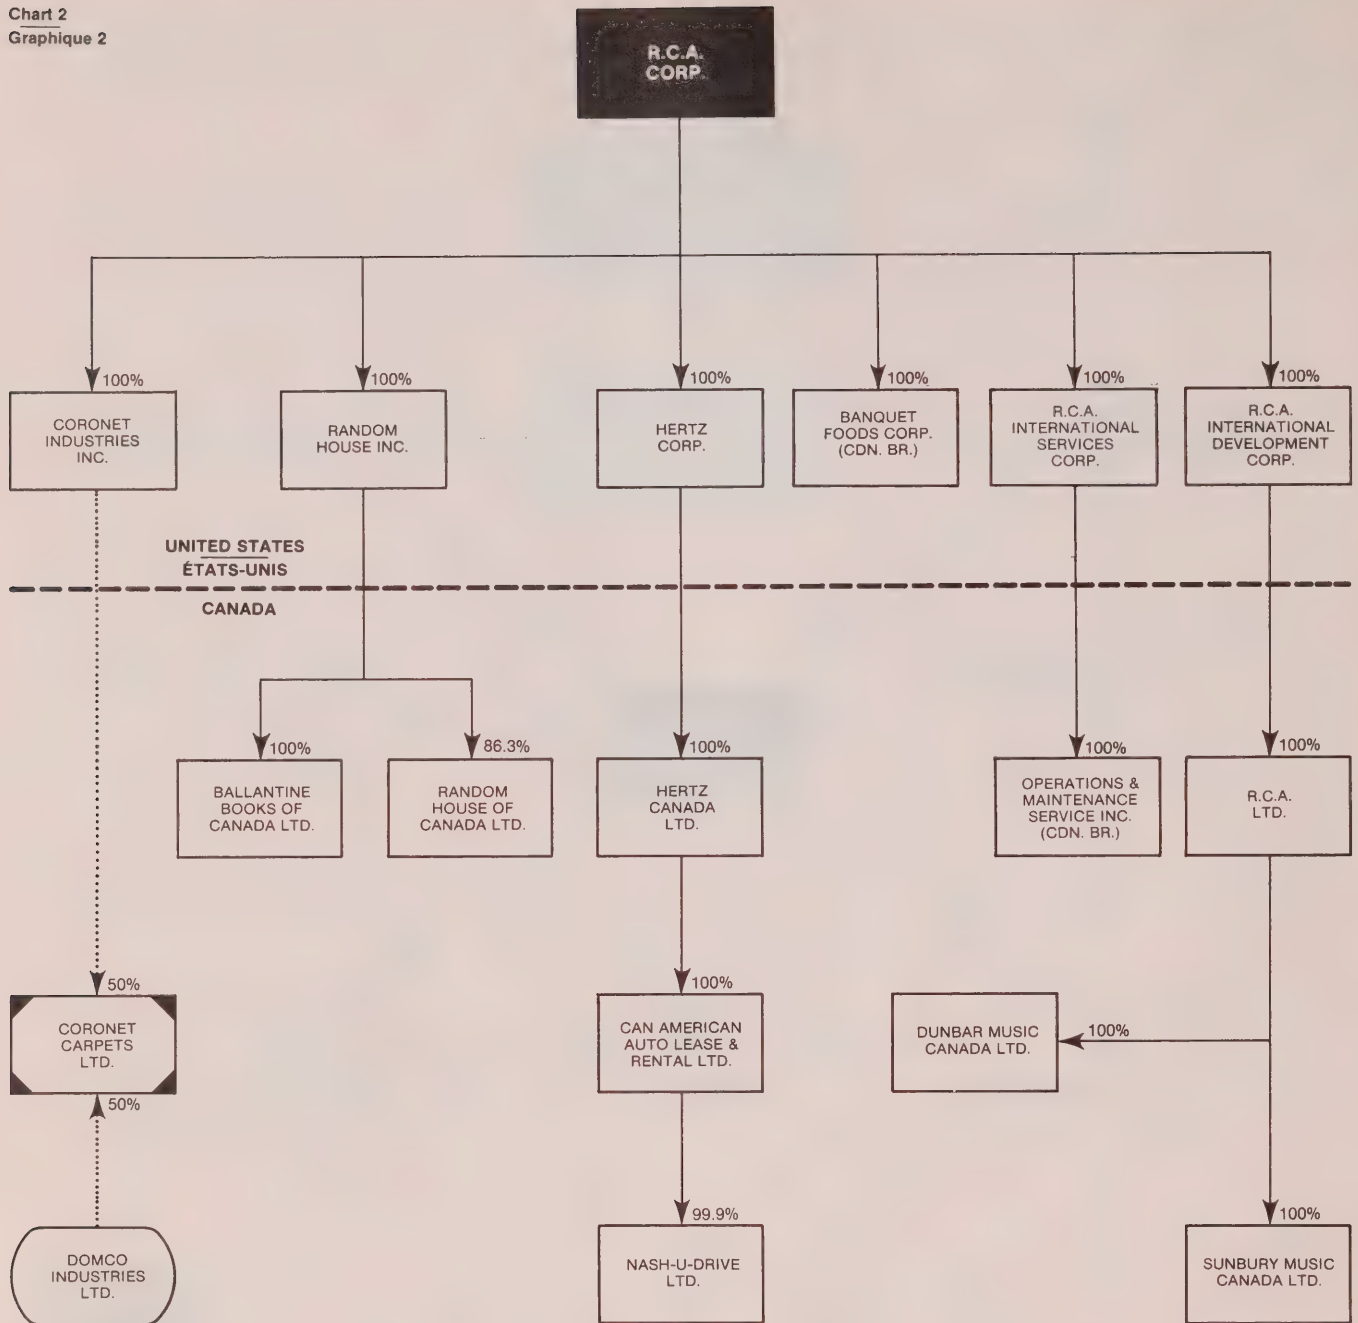 Chart 2
Graphique 2
R.C.A.
CORP.
100%
100%
100%
100%
100%
100%
CORONET
INDUSTRIES
INC.
RANDOM
HOUSE INC.
HERTZ
CORP.
BANQUET
FOODS CORP.
(CDN. BR.)
R.C.A.
INTERNATIONAL
SERVICES
CORP.
R.C.A.
INTERNATIONAL
DEVELOPMENT
CORP.
UNITED STATES
ÉTATS-UNIS
CANADA
100%
86.3%
100%
100%
100%
BALLANTINE
BOOKS OF
CANADA LTD.
RANDOM
HOUSE OF
CANADA LTD.
HERTZ
CANADA
LTD.
OPERATIONS &
MAINTENANCE
SERVICE INC.
(CDN. BR.)
R.C.A.
LTD.
50%
100%
CORONET
CARPETS
LTD.
CAN AMERICAN
AUTO LEASE &
RENTAL LTD.
DUNBAR MUSIC
CANADA LTD.
100%
50%
99.9%
100%
DOMCO
INDUSTRIES
LTD.
NASH-U-DRIVE
LTD.
SUNBURY MUSIC
CANADA LTD.